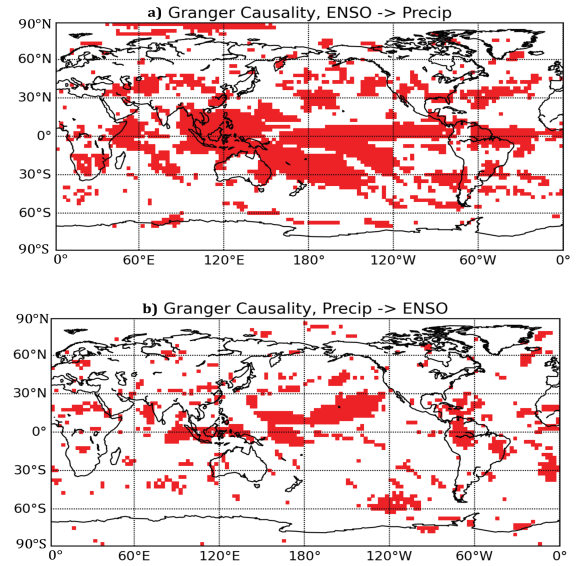 a) Granger Causality, ENSO -> Precip
90°N
60°N
30°N
0°
30°S
60°S
90°S
0° 60°E 120°E 180° 120°W 60°W 0°
b) Granger Causality, Precip -> ENSO
90°N
60°N
30°N
0°
30°S
60°S
90°S
0° 60°E 120°E 180° 120°W 60°W 0°